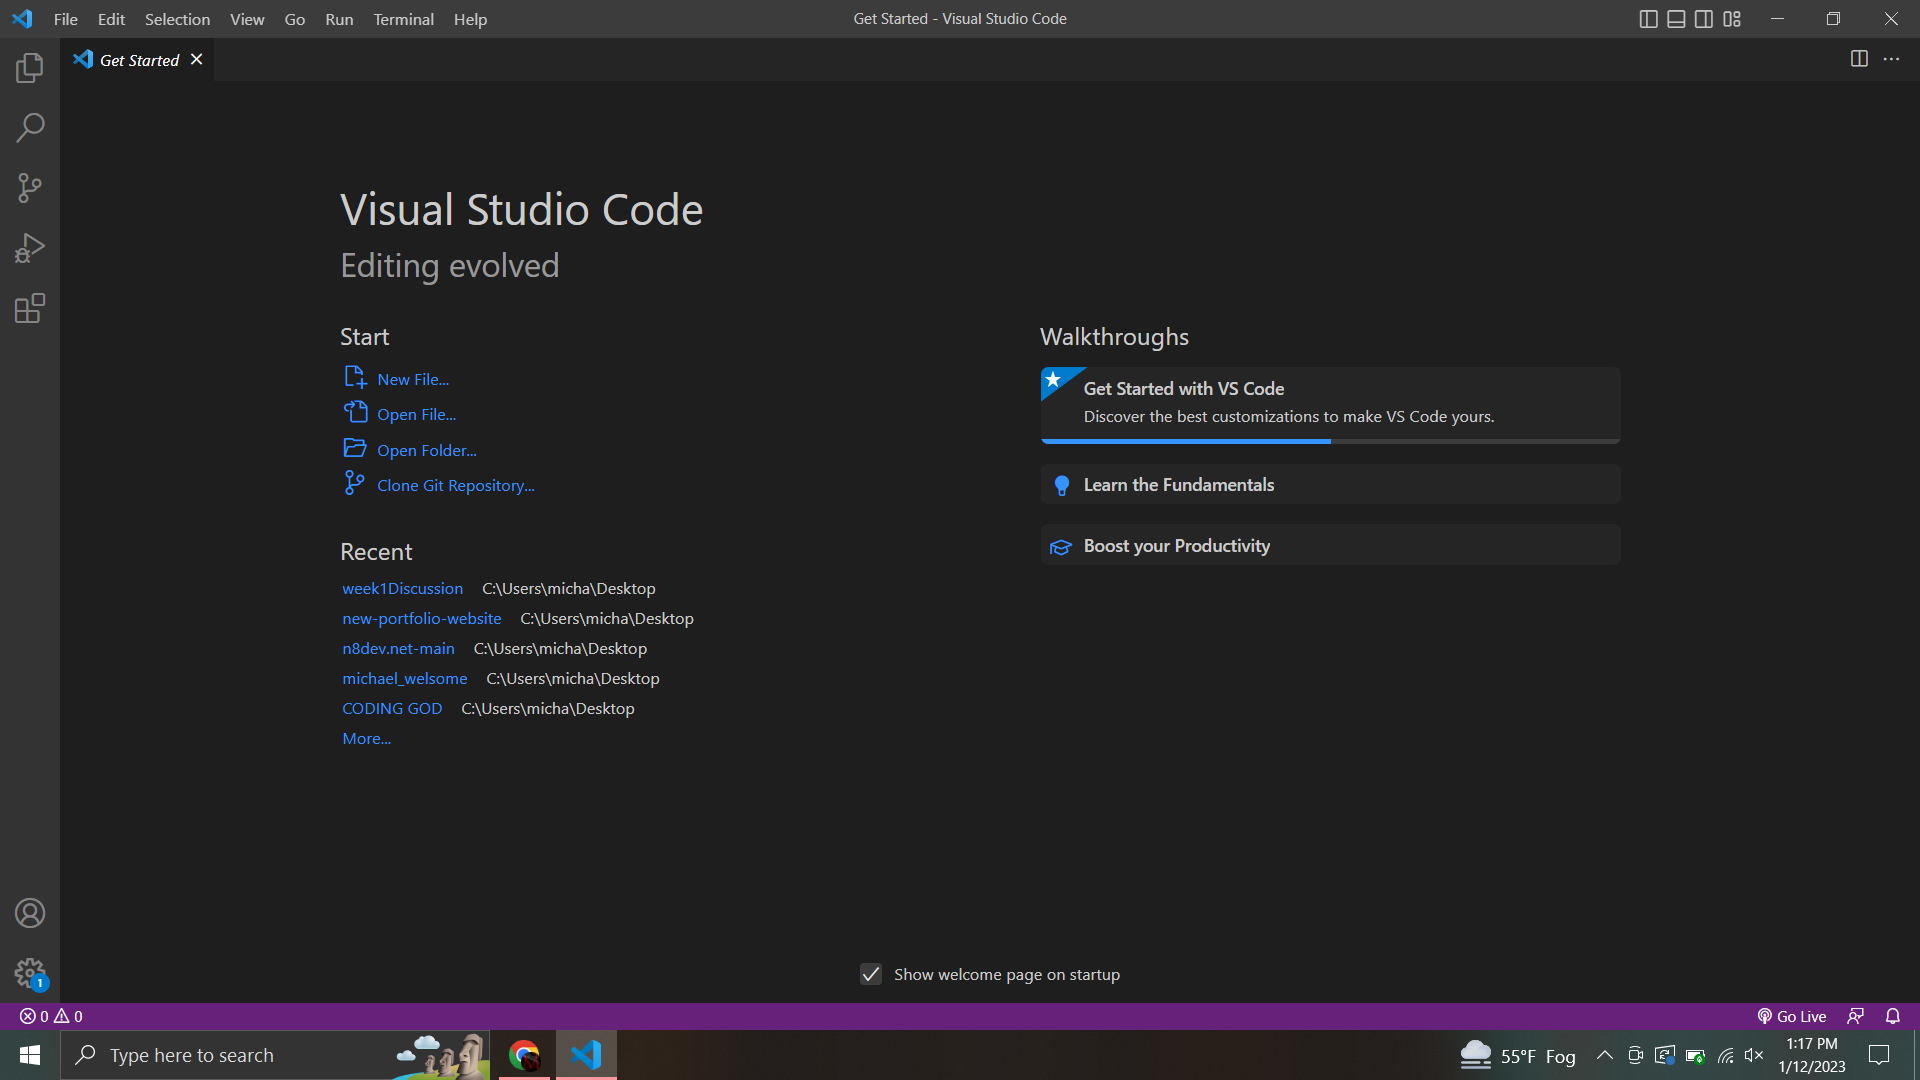 File Edit Selection View Go Run Terminal Help
Get Started - Visual Studio Code
Get Started
Visual Studio Code
Editing evolved
Start
New File...
Open File...
Open Folder...
Clone Git Repository...
Recent
week1Discussion C:\Users\micha\Desktop
new-portfolio-website C:\Users\micha\Desktop
n8dev.net-main C:\Users\micha\Desktop
michael_welsome C:\Users\micha\Desktop
CODING GOD C:\Users\micha\Desktop
More...
Walkthroughs
Get Started with VS Code
Discover the best customizations to make VS Code yours.
Learn the Fundamentals
Boost your Productivity
Show welcome page on startup
1
0 0
Go Live
Type here to search
55°F Fog
1:17 PM
1/12/2023